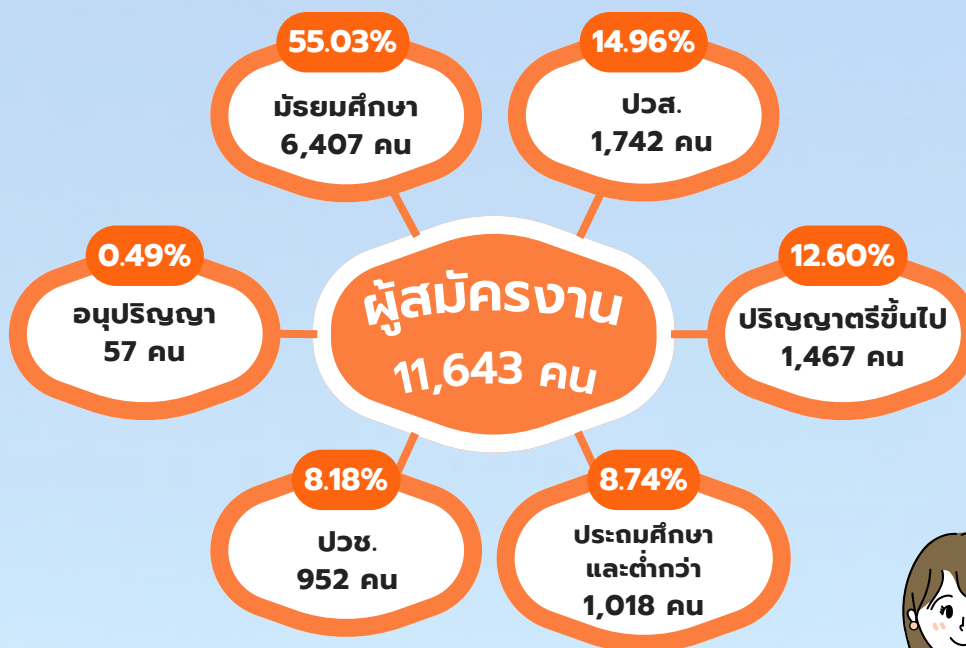 55.03%
มัธยมศึกษา
6,407 คน
14.96%
ปวส.
1,742 คน
0.49%
อนุปริญญา
57 คน
ผู้สมัครงาน
11,643 คน
12.60%
ปริญญาตรีขึ้นไป
1,467 คน
8.18%
ปวช.
952 คน
8.74%
ประถมศึกษา
และต่ำกว่า
1,018 คน